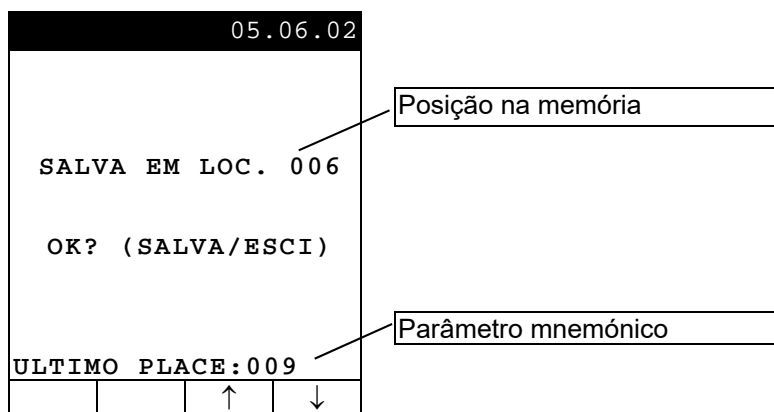 05.06.02
Posição na memória
SALVA EM LOC. 006
OK? (SALVA/ESCI)
Parâmetro mnemónico
ULTIMO PLACE:009
↑ ↓